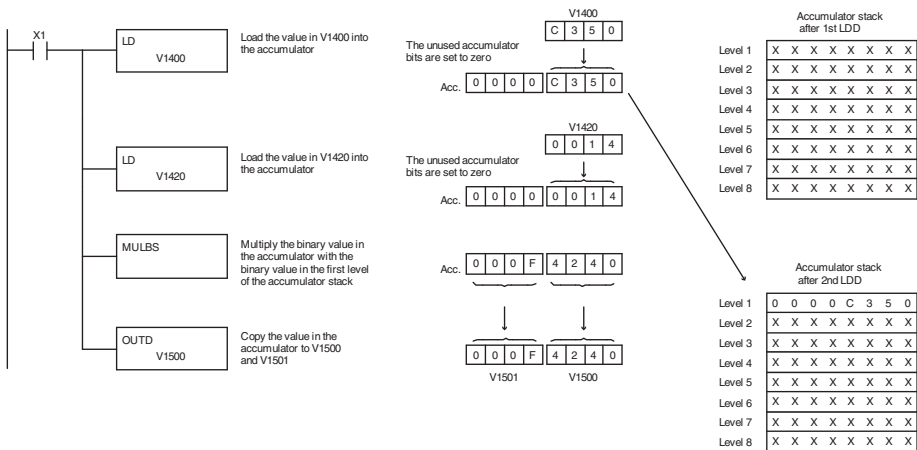 X1
LD
V1400
Load the value in V1400 into
the accumulator
LD
V1420
Load the value in V1420 into
the accumulator
MULBS
Multiply the binary value in
the accumulator with the
binary value in the first level
of the accumulator stack
OUTD
V1500
Copy the value in the
accumulator to V1500
and V1501
V1400
C 3 5 0
The unused accumulator
bits are set to zero
Acc. 0 0 0 0 C 3 5 0
V1420
0 0 1 4
The unused accumulator
bits are set to zero
Acc. 0 0 0 0 0 0 1 4
Acc. 0 0 0 F 4 2 4 0
0 0 0 F 4 2 4 0
V1501 V1500
Accumulator stack
after 1st LDD
Level 1 X X X X X X X X
Level 2 X X X X X X X X
Level 3 X X X X X X X X
Level 4 X X X X X X X X
Level 5 X X X X X X X X
Level 6 X X X X X X X X
Level 7 X X X X X X X X
Level 8 X X X X X X X X
Accumulator stack
after 2nd LDD
Level 1 0 0 0 0 C 3 5 0
Level 2 X X X X X X X X
Level 3 X X X X X X X X
Level 4 X X X X X X X X
Level 5 X X X X X X X X
Level 6 X X X X X X X X
Level 7 X X X X X X X X
Level 8 X X X X X X X X